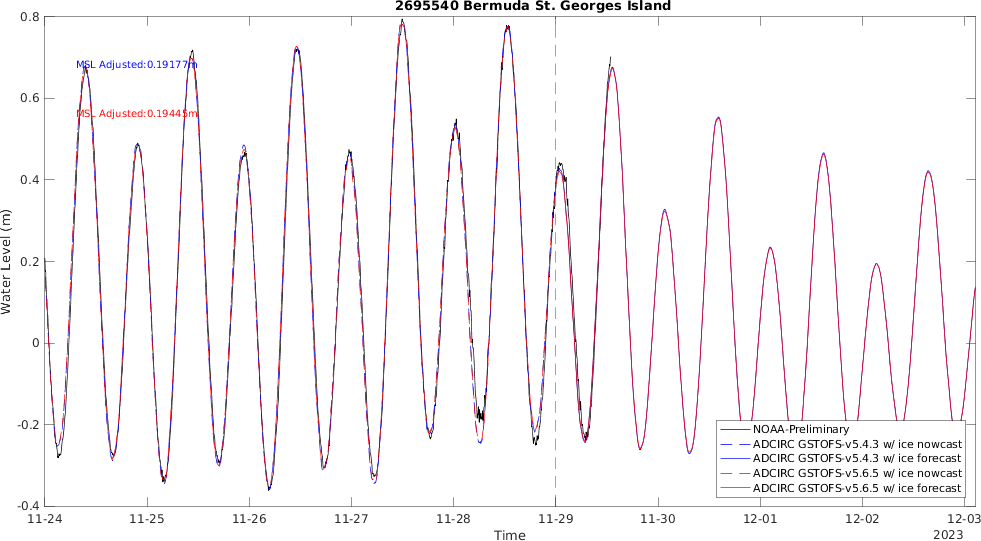 2695540 Bermuda St. Georges Island
0.8
MSL Adjusted:0.19177m
0.6
MSL Adjusted:0.19445m
0.4
0.2
0
-0.2
-0.4
Water Level (m)
NOAA-Preliminary
ADCIRC GSTOFS-v5.4.3 w/ ice nowcast
ADCIRC GSTOFS-v5.4.3 w/ ice forecast
ADCIRC GSTOFS-v5.6.5 w/ ice nowcast
ADCIRC GSTOFS-v5.6.5 w/ ice forecast
11-24 11-25 11-26 11-27 11-28 11-29 11-30 12-01 12-02 12-03
Time
2023